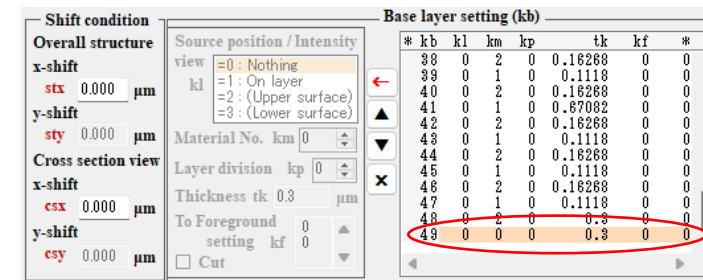 Shift condition
Overall structure
x-shift
stx 0.000 μm
y-shift
sty 0.000 μm
Cross section view
x-shift
csx 0.000 μm
y-shift
csy 0.000 μm
Source position / Intensity
view kl
=0 : Nothing
=1 : On layer
=2 : (Upper surface)
=3 : (Lower surface)
Material No. km 0
Layer division kp 0
Thickness tk 0.3 μm
To Foreground 0
setting kf 0
Cut
Base layer setting (kb)
* kb kl km kp tk kf *
38 0 2 0 0.16268 0 0
39 0 1 0 0.1118 0 0
40 0 2 0 0.16268 0 0
41 0 1 0 0.67082 0 0
42 0 2 0 0.16268 0 0
43 0 1 0 0.1118 0 0
44 0 2 0 0.16268 0 0
45 0 1 0 0.1118 0 0
46 0 2 0 0.16268 0 0
47 0 1 0 0.1118 0 0
48 0 2 0 0.3 0 0
49 0 0 0 0.3 0 0